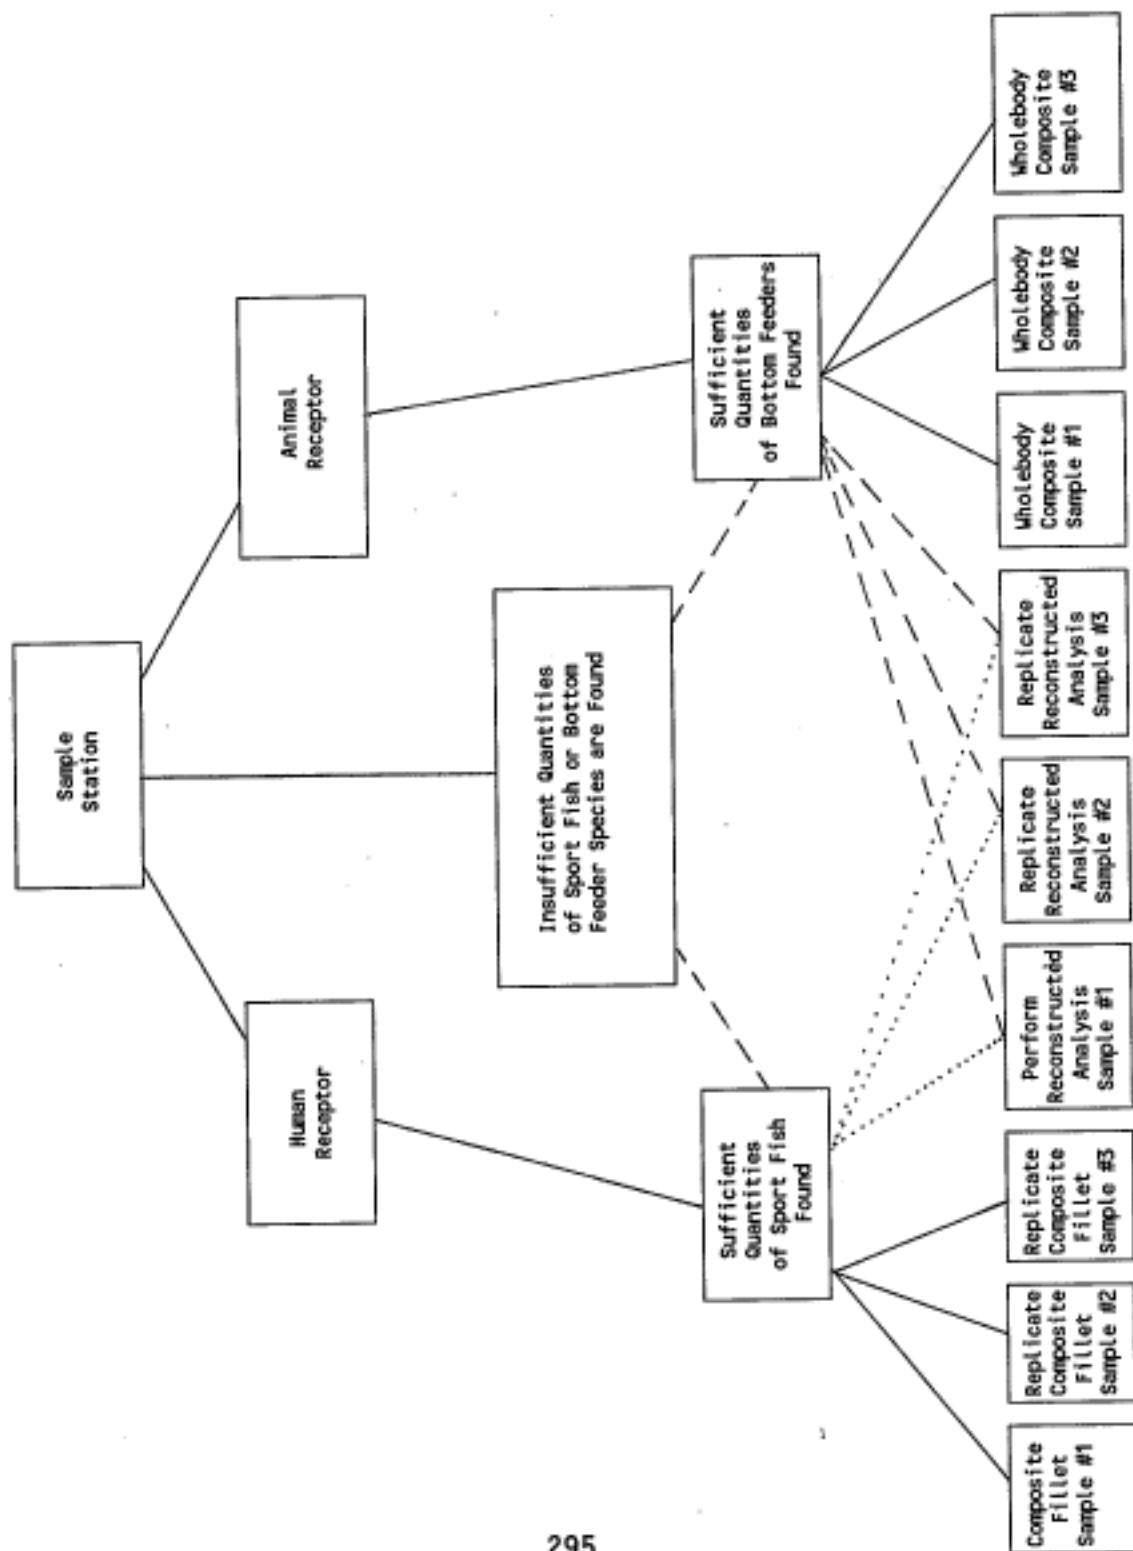 Sample
Station
Human
Receptor
Animal
Receptor
Insufficient Quantities
of Sport Fish or Bottom
Feeder Species are Found
Sufficient
Quantities
of Sport Fish
Found
Sufficient
Quantities
of Bottom Feeders
Found
Composite
Fillet
Sample #1
Replicate
Composite
Fillet
Sample #2
Replicate
Composite
Fillet
Sample #3
Perform
Reconstructed
Analysis
Sample #1
Replicate
Reconstructed
Analysis
Sample #2
Replicate
Reconstructed
Analysis
Sample #3
Wholebody
Composite
Sample #1
Wholebody
Composite
Sample #2
Wholebody
Composite
Sample #3
295